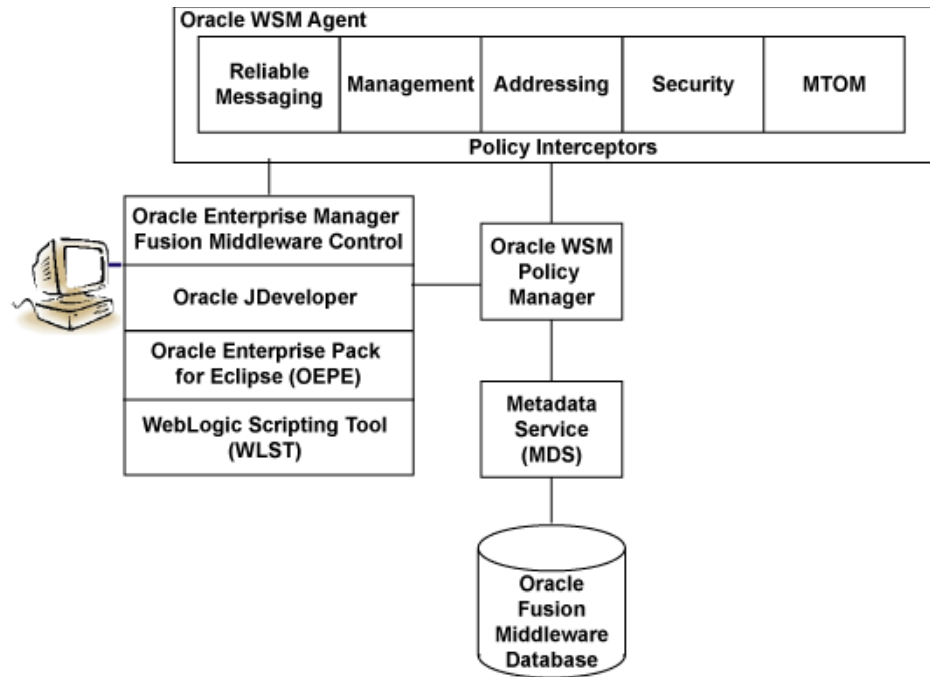 Oracle WSM Agent
Reliable
Messaging
Management
Addressing
Security
MTOM
Policy Interceptors
Oracle Enterprise Manager
Fusion Middleware Control
Oracle JDeveloper
Oracle Enterprise Pack
for Eclipse (OEPE)
WebLogic Scripting Tool
(WLST)
Oracle WSM
Policy
Manager
Metadata
Service
(MDS)
Oracle
Fusion
Middleware
Database